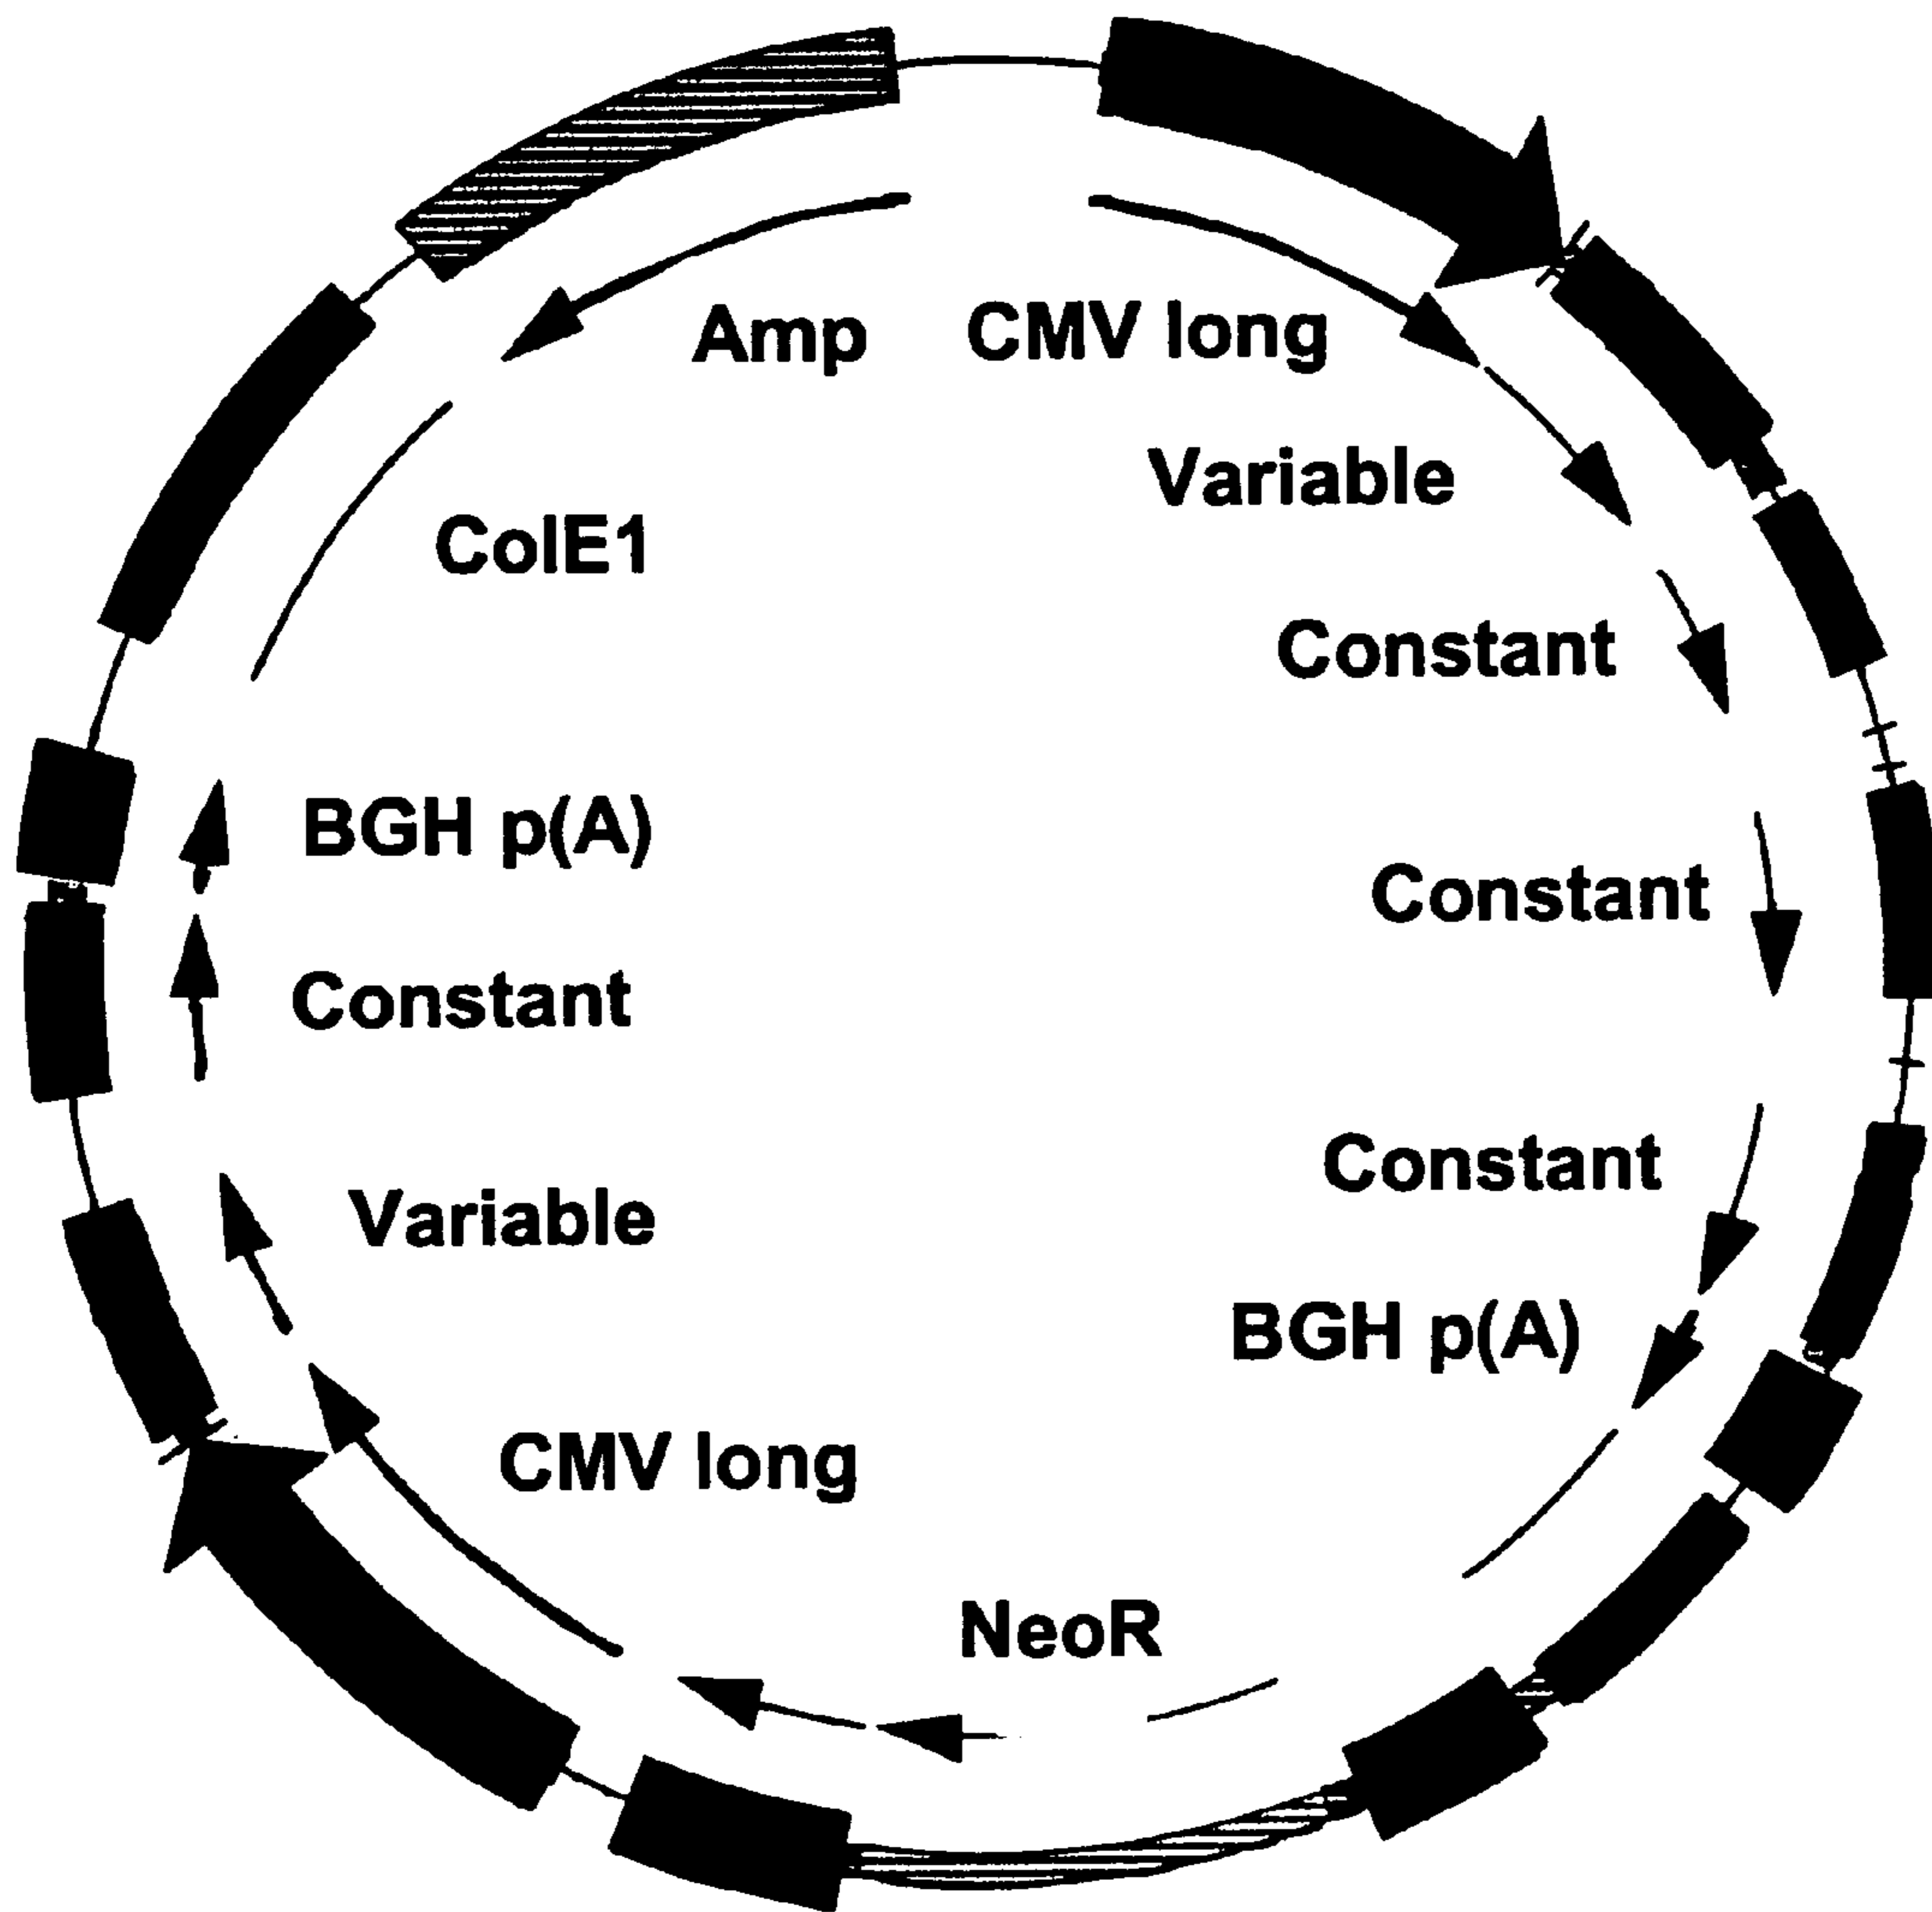 Amp
CMV long
Variable
ColE1
Constant
BGH p(A)
Constant
Constant
Constant
Variable
BGH p(A)
CMV long
NeoR